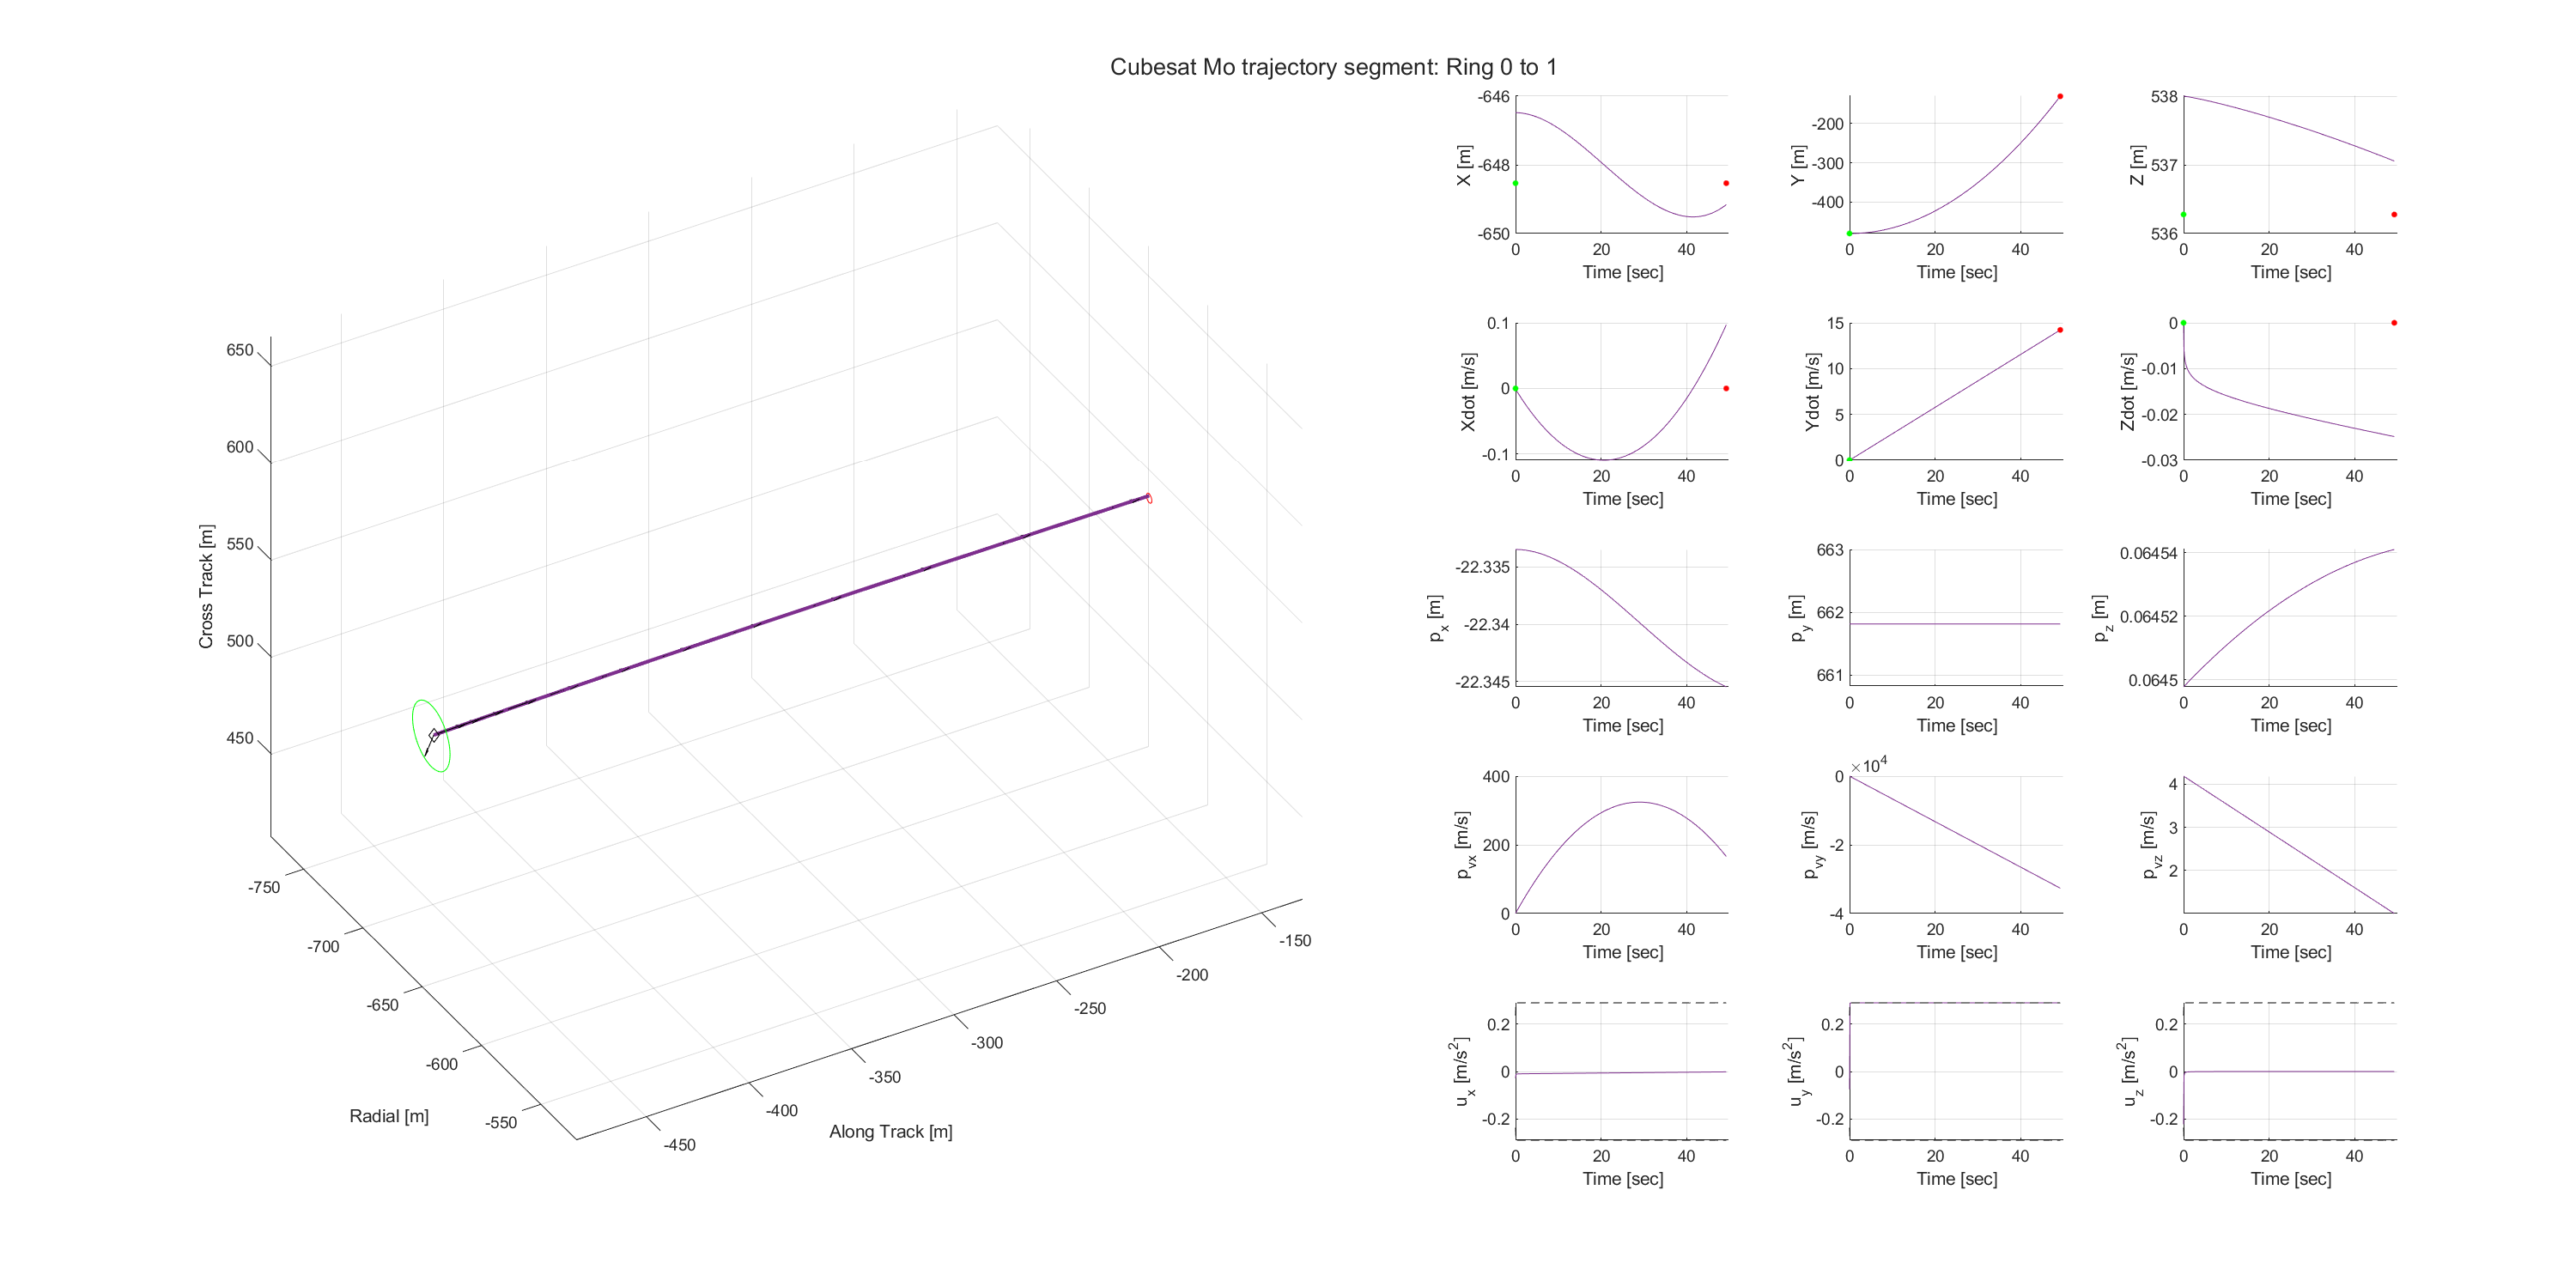 Cubesat Mo trajectory segment: Ring 0 to 1
650
600
550
500
450
Cross Track [m]
-750
-700
-650
-600
-550
Radial [m]
-450
-400
-350
-300
-250
-200
-150
Along Track [m]
-646
-648
-650
X [m]
0 20 40
Time [sec]
-200
-300
-400
Y [m]
0 20 40
Time [sec]
538
537
536
Z [m]
0 20 40
Time [sec]
0.1
0
-0.1
Xdot [m/s]
0 20 40
Time [sec]
15
10
5
0
Ydot [m/s]
0 20 40
Time [sec]
0
-0.01
-0.02
-0.03
Zdot [m/s]
0 20 40
Time [sec]
-22.335
-22.34
-22.345
p_x [m]
0 20 40
Time [sec]
663
662
661
p_y [m]
0 20 40
Time [sec]
0.06454
0.06452
0.0645
p_z [m]
0 20 40
Time [sec]
400
200
0
p_vx [m/s]
0 20 40
Time [sec]
×10^4
0
-2
-4
p_vy [m/s]
0 20 40
Time [sec]
4
3
2
p_vz [m/s]
0 20 40
Time [sec]
0.2
0
-0.2
u_x [m/s^2]
0 20 40
Time [sec]
0.2
0
-0.2
u_y [m/s^2]
0 20 40
Time [sec]
0.2
0
-0.2
u_z [m/s^2]
0 20 40
Time [sec]